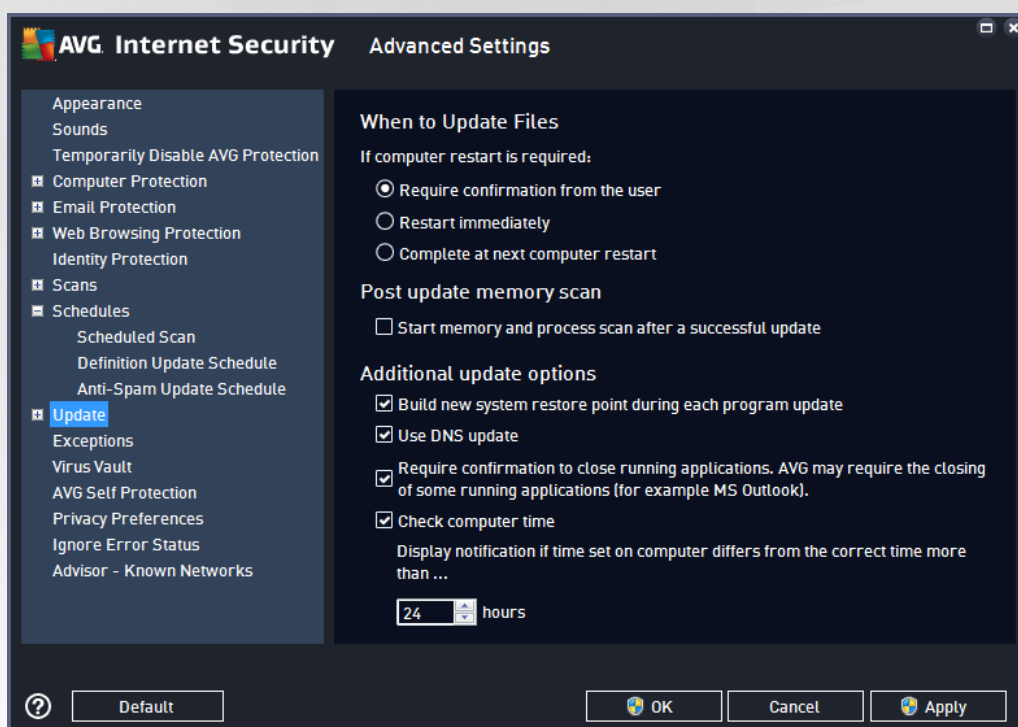 AVG. Internet Security Advanced Settings
Appearance
Sounds
Temporarily Disable AVG Protection
Computer Protection
Email Protection
Web Browsing Protection
Identity Protection
Scans
Schedules
Scheduled Scan
Definition Update Schedule
Anti-Spam Update Schedule
Update
Exceptions
Virus Vault
AVG Self Protection
Privacy Preferences
Ignore Error Status
Advisor - Known Networks
When to Update Files
If computer restart is required:
Require confirmation from the user
Restart immediately
Complete at next computer restart
Post update memory scan
Start memory and process scan after a successful update
Additional update options
Build new system restore point during each program update
Use DNS update
Require confirmation to close running applications. AVG may require the closing
of some running applications (for example MS Outlook).
Check computer time
Display notification if time set on computer differs from the correct time more
than ...
24 hours
? Default OK Cancel Apply